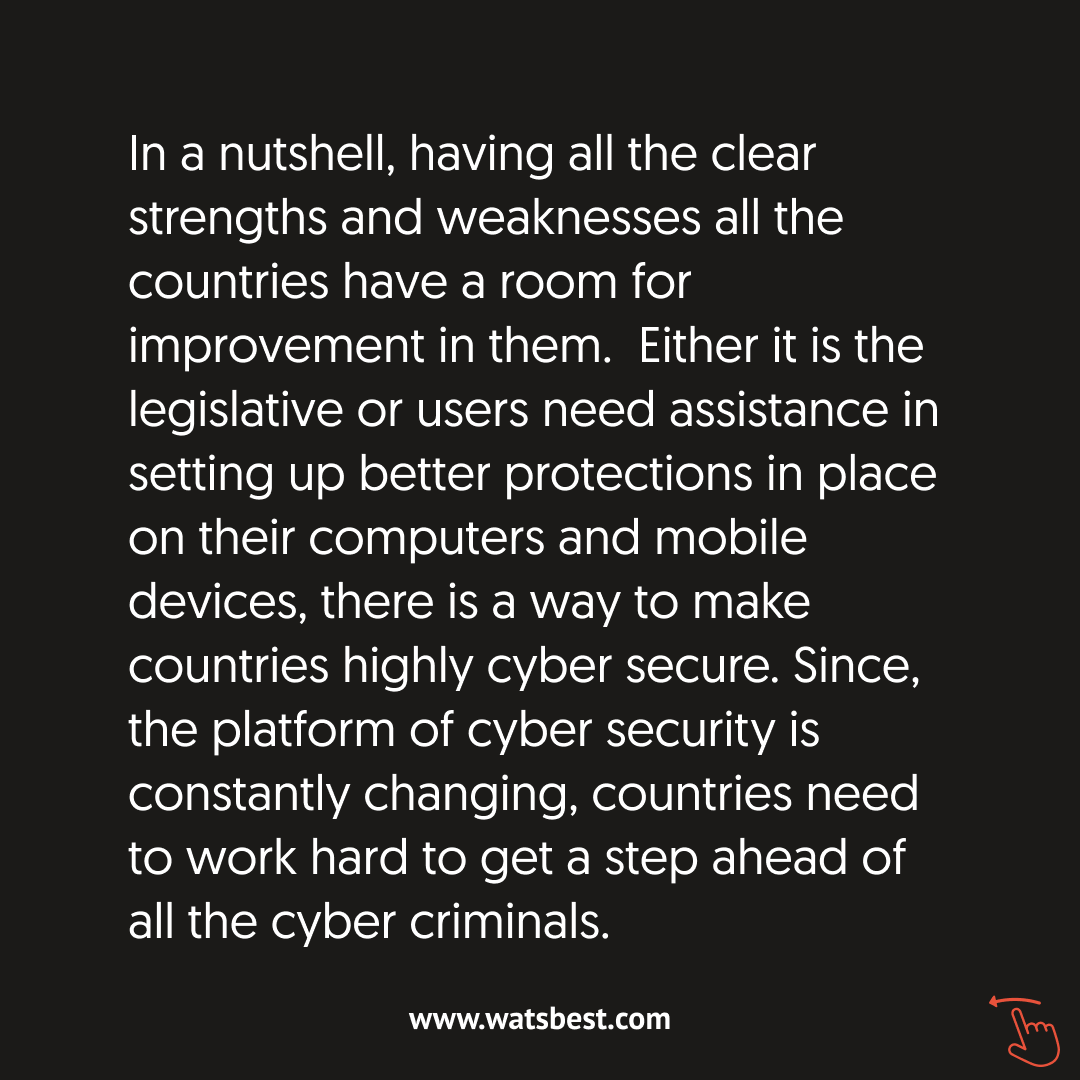 In a nutshell, having all the clear
strengths and weaknesses all the
countries have a room for
improvement in them.  Either it is the
legislative or users need assistance in
setting up better protections in place
on their computers and mobile
devices, there is a way to make
countries highly cyber secure. Since,
the platform of cyber security is
constantly changing, countries need
to work hard to get a step ahead of
all the cyber criminals.
www.watsbest.com